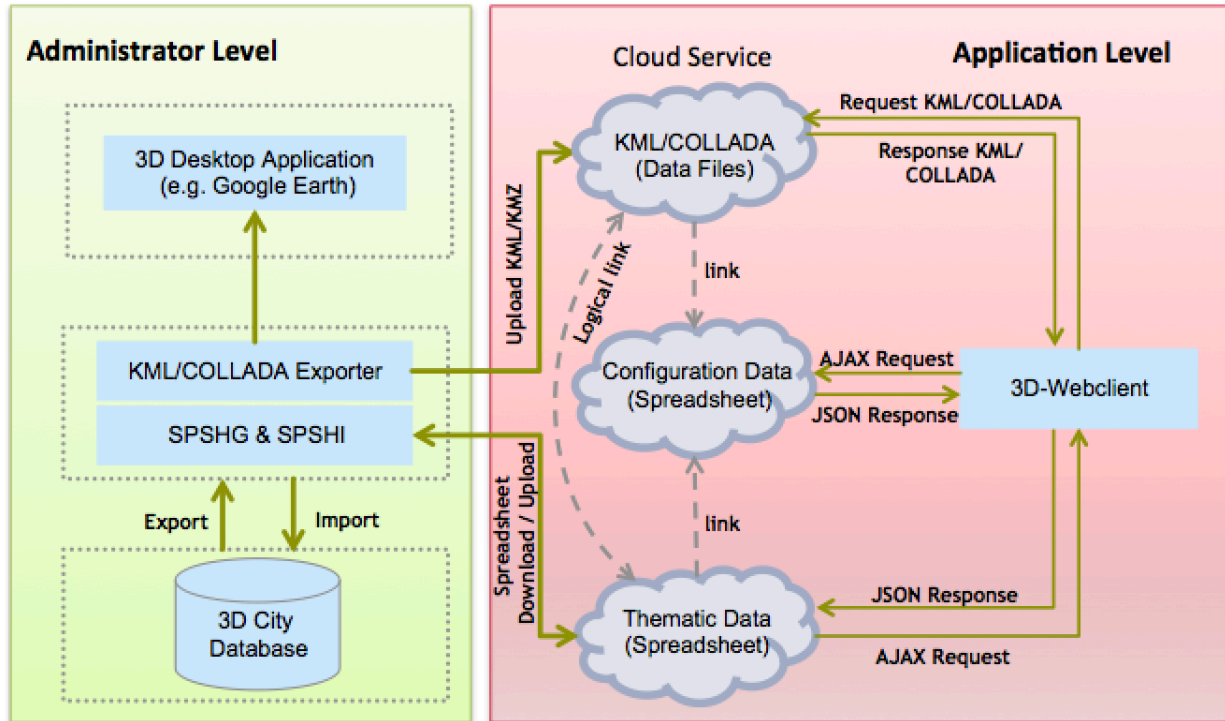 Administrator Level
3D Desktop Application
(e.g. Google Earth)
KML/COLLADA Exporter
SPSHG & SPSHI
Export
Import
3D City
Database
Upload KML/KMZ
Spreadsheet
Download / Upload
Cloud Service
Application Level
KML/COLLADA
(Data Files)
Request KML/COLLADA
Response KML/
COLLADA
Logical link
link
Configuration Data
(Spreadsheet)
AJAX Request
JSON Response
3D-Webclient
link
Thematic Data
(Spreadsheet)
JSON Response
AJAX Request